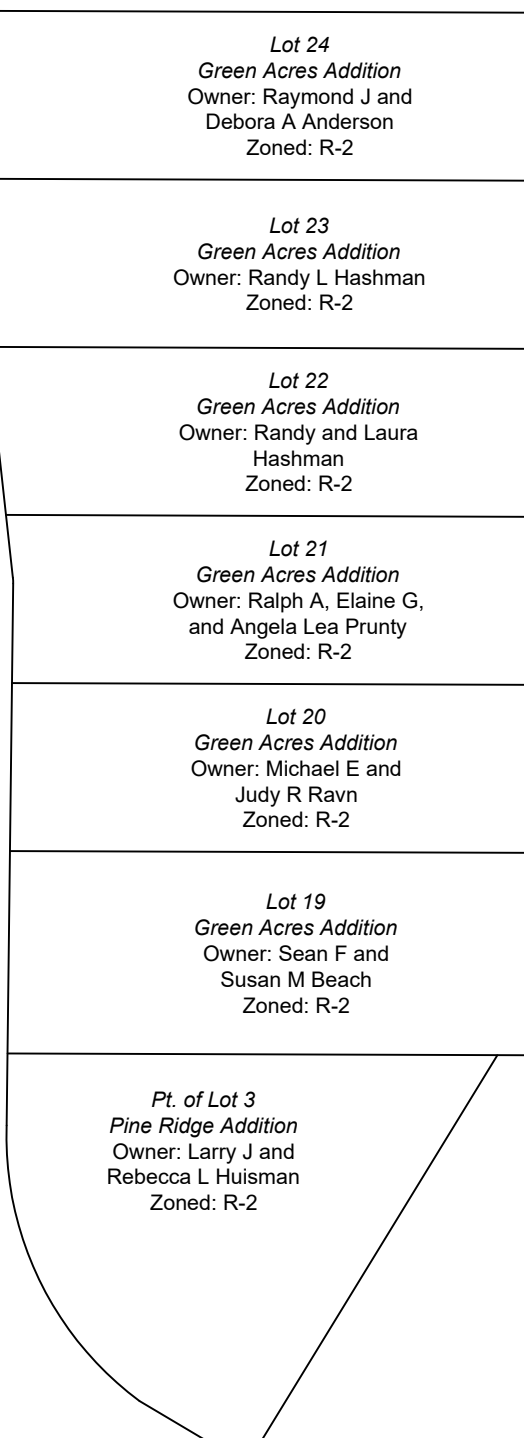 Lot 24
Green Acres Addition
Owner: Raymond J and
Debora A Anderson
Zoned: R-2
Lot 23
Green Acres Addition
Owner: Randy L Hashman
Zoned: R-2
Lot 22
Green Acres Addition
Owner: Randy and Laura
Hashman
Zoned: R-2
Lot 21
Green Acres Addition
Owner: Ralph A, Elaine G,
and Angela Lea Prunty
Zoned: R-2
Lot 20
Green Acres Addition
Owner: Michael E and
Judy R Ravn
Zoned: R-2
Lot 19
Green Acres Addition
Owner: Sean F and
Susan M Beach
Zoned: R-2
Pt. of Lot 3
Pine Ridge Addition
Owner: Larry J and
Rebecca L Huisman
Zoned: R-2